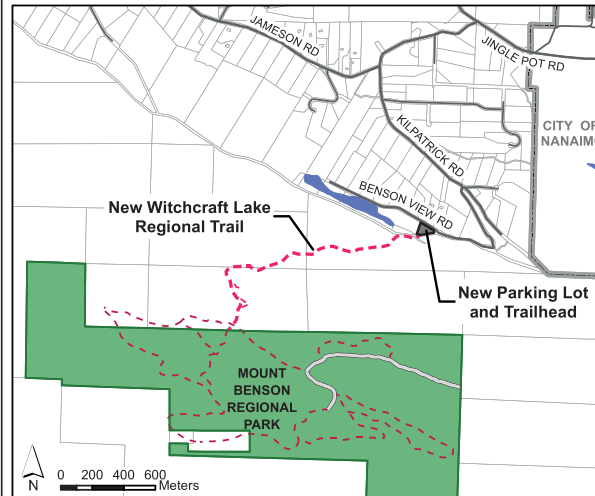 JAMESON RD
JINGLE POT RD
CITY OF
NANAIMO
KILPATRICK RD
BENSON VIEW RD
New Witchcraft Lake
Regional Trail
New Parking Lot
and Trailhead
MOUNT
BENSON
REGIONAL
PARK
N
0 200 400 600
Meters